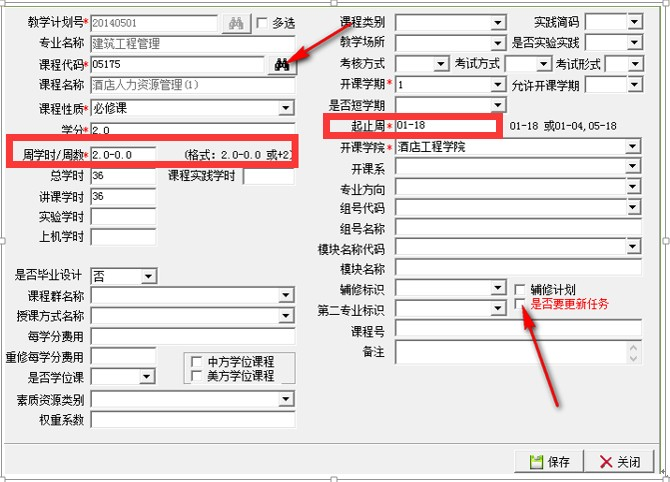 教学计划号* 20140501 多选
专业名称 建筑工程管理
课程代码* 05175
课程名称 酒店人力资源管理(1)
课程性质* 必修课
学分* 2.0
周学时/周数* 2.0-0.0 (格式: 2.0-0.0 或+2)
总学时 36 课程实践学时
讲课学时 36
实验学时
上机学时
是否毕业设计 否
课程群名称
授课方式名称
每学分费用
重修每学分费用 中方学位课程
是否学位课 美方学位课程
素质资源类别
权重系数
课程类别 实践简码
教学场所 是否实验实践
考核方式 考试方式 考试形式
开课学期* 1 允许开课学期
是否短学期
起止周* 01-18 01-18 或01-04,05-18
开课学院* 酒店工程学院
开课系
专业方向
组号代码
组号名称
模块名称代码
模块名称
辅修标识 辅修计划
第二专业标识 是否要更新任务
课程号
备注
保存 关闭